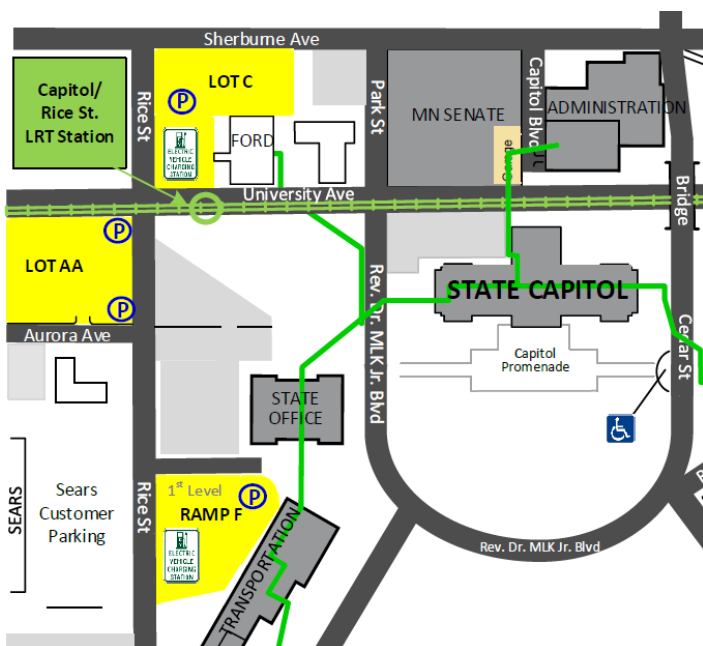 Sherburne Ave
Capitol/
Rice St.
LRT Station
Rice St
LOT C
P
ELECTRIC
VEHICLE
CHARGING
STATION
FORD
Park St
MN SENATE
Capitol Blvd
ADMINISTRATION
University Ave
Bridge
P
LOT AA
P
Aurora Ave
Rev. Dr. MLK Jr. Blvd
STATE CAPITOL
Capitol
Promenade
Cedar St
STATE
OFFICE
SEARS
Sears
Customer
Parking
Rice St
1st Level
P
RAMP F
ELECTRIC
VEHICLE
CHARGING
STATION
TRANSPORTATION
Rev. Dr. MLK Jr. Blvd